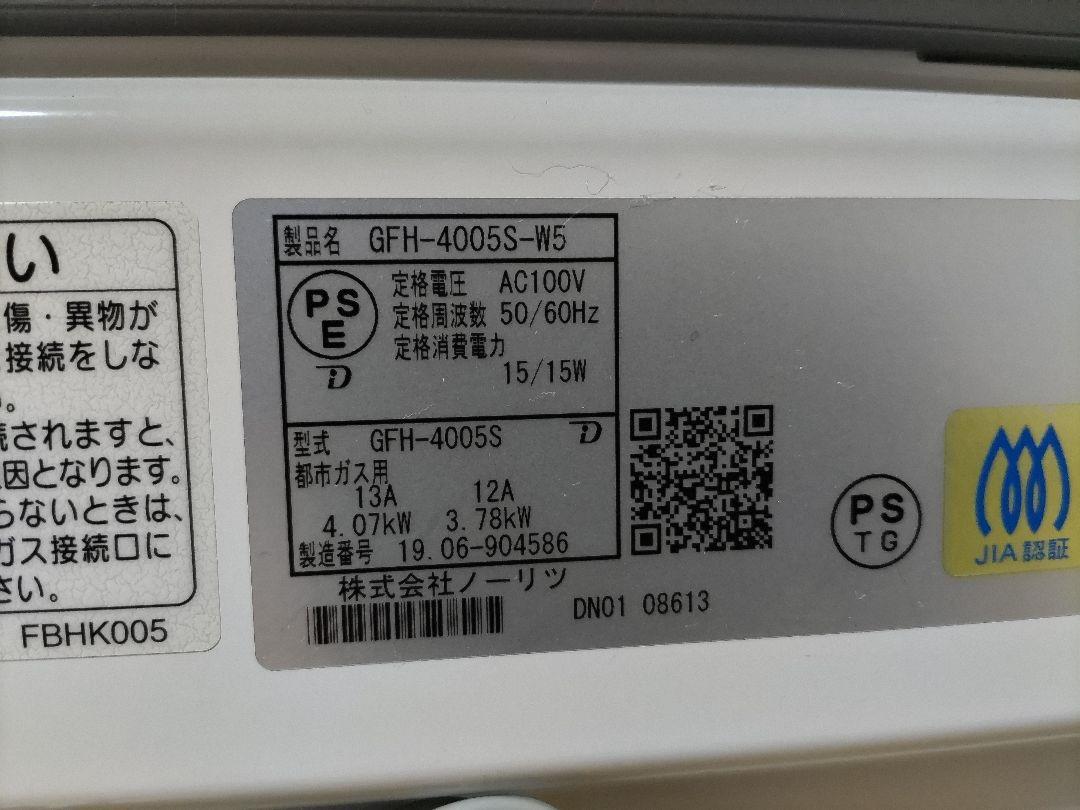 い
傷・異物が
接続をしな
。
続されますと、
因となります。
らないときは、
ガス接続口に
さい。
FBHK005
製品名 GFH-4005S-W5
PS
E
定格電圧 AC100V
定格周波数 50/60Hz
定格消費電力
15/15W
型式 GFH-4005S
都市ガス用
13A 12A
4.07kW 3.78kW
製造番号 19.06-904586
株式会社ノーリツ
DN01 08613
PS
TG
JIA認証